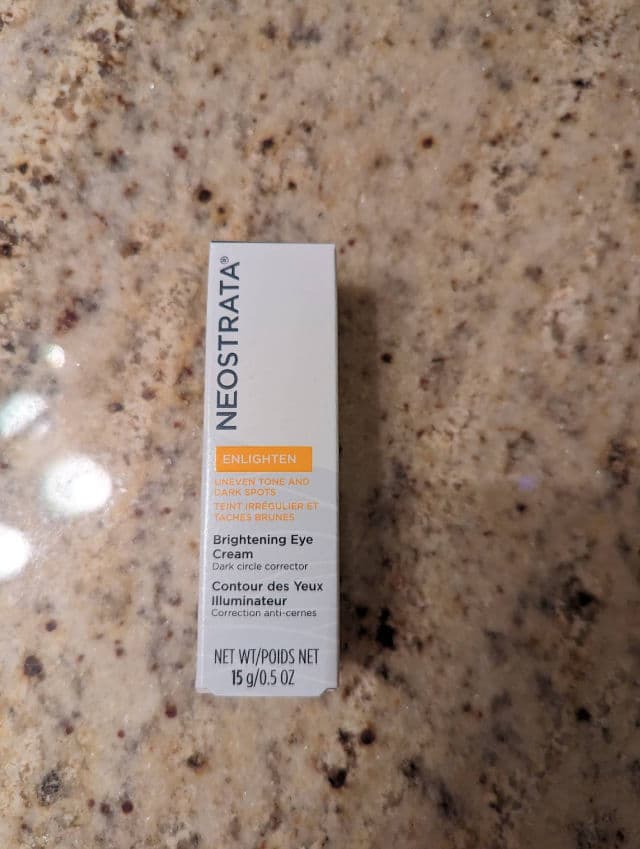 NEOSTRATA®
ENLIGHTEN
UNEVEN TONE AND
DARK SPOTS
TEINT IRRÉGULIER ET
TACHES BRUNES
Brightening Eye
Cream
Dark circle corrector
Contour des Yeux
Illuminateur
Correction anti-cernes
NET WT/POIDS NET
15 g/0.5 OZ